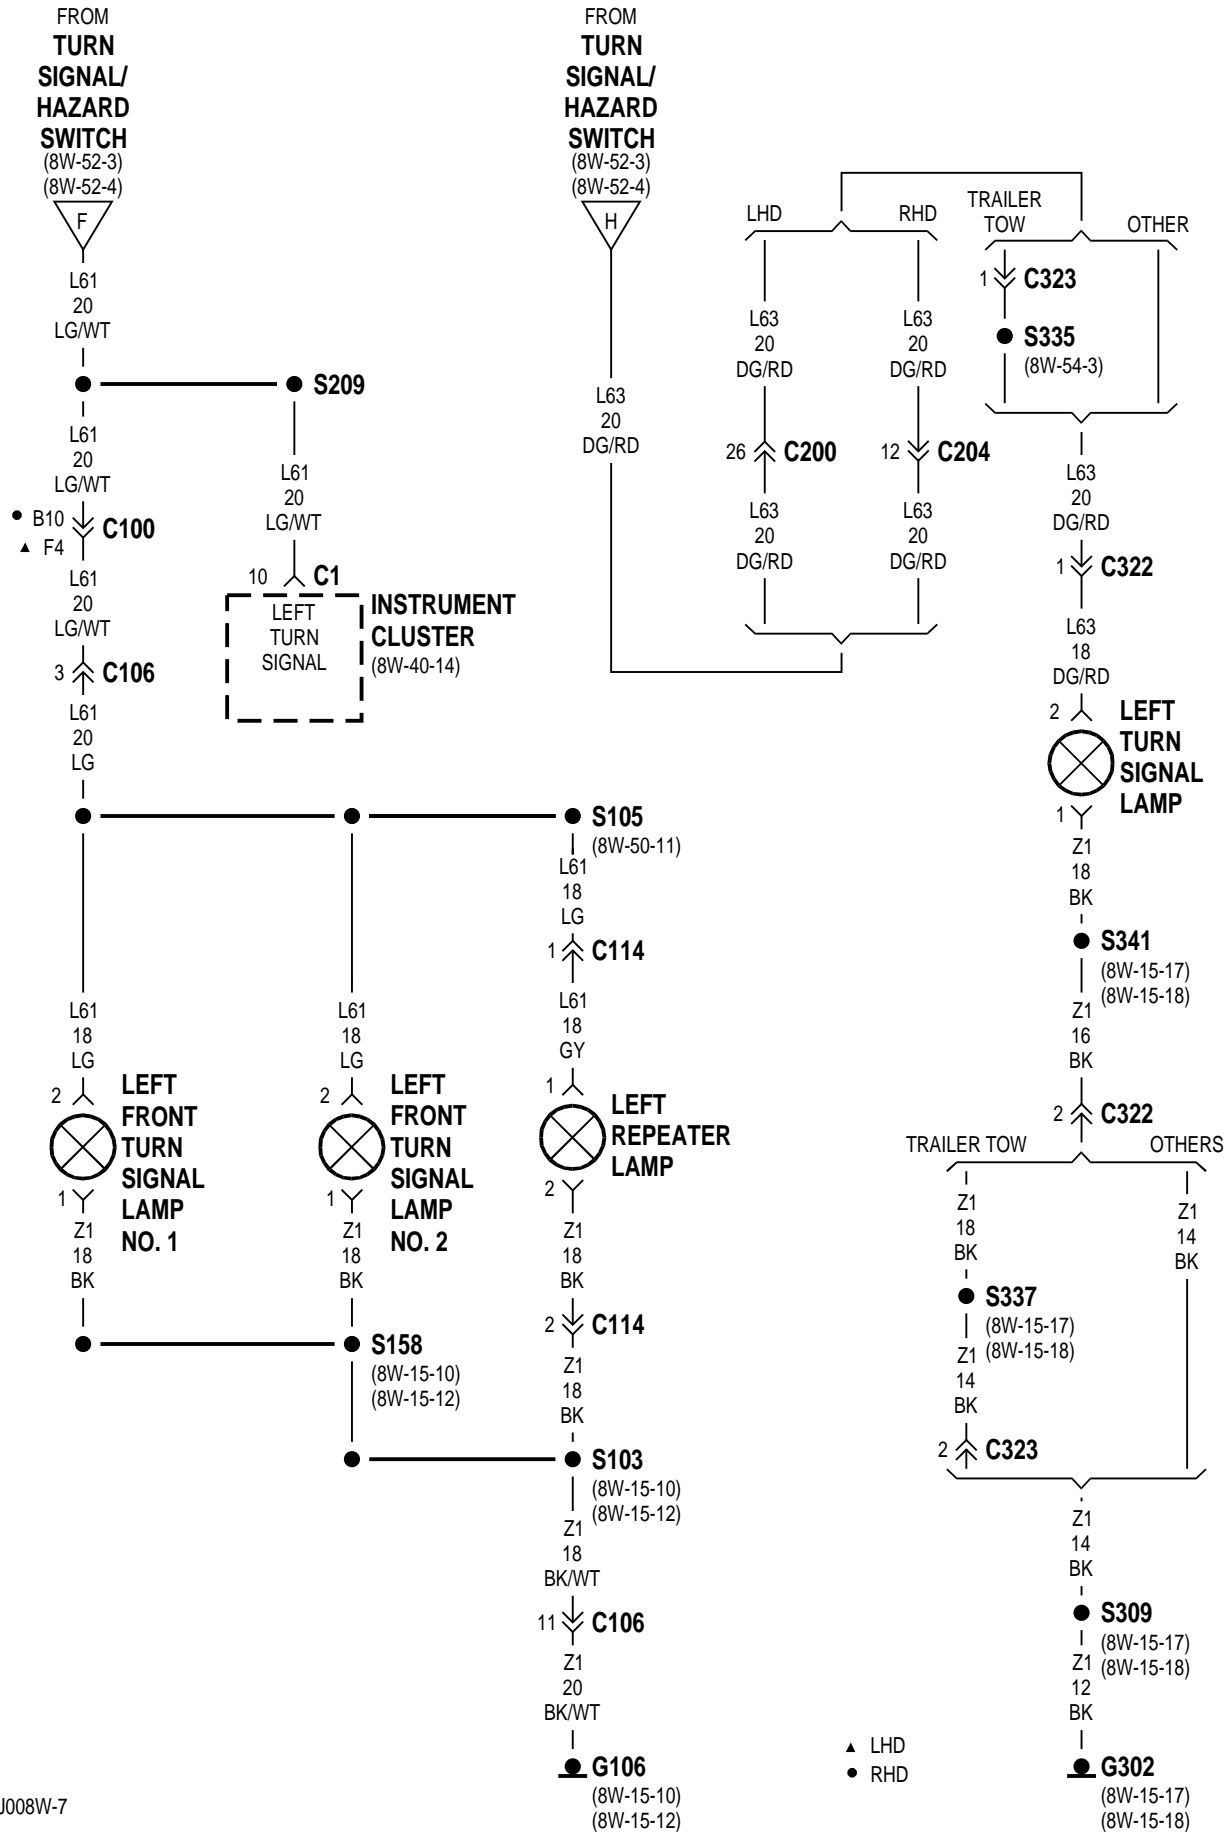 FROM
TURN
SIGNAL/
HAZARD
SWITCH
(8W-52-3)
(8W-52-4)
F
L61
20
LG/WT
S209
L61
20
LG/WT
● B10
▲ F4
C100
L61
20
LG/WT
3
C106
L61
20
LG
L61
20
LG/WT
10
C1
LEFT
TURN
SIGNAL
INSTRUMENT
CLUSTER
(8W-40-14)
S105
(8W-50-11)
L61
18
LG
2
LEFT
FRONT
TURN
SIGNAL
LAMP
NO. 1
1
Z1
18
BK
L61
18
LG
2
LEFT
FRONT
TURN
SIGNAL
LAMP
NO. 2
1
Z1
18
BK
S158
(8W-15-10)
(8W-15-12)
L61
18
LG
1
C114
L61
18
GY
1
LEFT
REPEATER
LAMP
2
Z1
18
BK
2
C114
Z1
18
BK
S103
(8W-15-10)
(8W-15-12)
Z1
18
BK/WT
11
C106
Z1
20
BK/WT
G106
(8W-15-10)
(8W-15-12)
FROM
TURN
SIGNAL/
HAZARD
SWITCH
(8W-52-3)
(8W-52-4)
H
L63
20
DG/RD
LHD
L63
20
DG/RD
26
C200
L63
20
DG/RD
RHD
L63
20
DG/RD
12
C204
L63
20
DG/RD
TRAILER
TOW
OTHER
1
C323
S335
(8W-54-3)
L63
20
DG/RD
1
C322
L63
18
DG/RD
2
LEFT
TURN
SIGNAL
LAMP
1
Z1
18
BK
S341
(8W-15-17)
(8W-15-18)
Z1
16
BK
2
C322
TRAILER TOW
OTHERS
Z1
18
BK
S337
(8W-15-17)
(8W-15-18)
Z1
14
BK
2
C323
Z1
14
BK
Z1
14
BK
S309
(8W-15-17)
(8W-15-18)
Z1
12
BK
G302
(8W-15-17)
(8W-15-18)
▲ LHD
● RHD
J008W-7